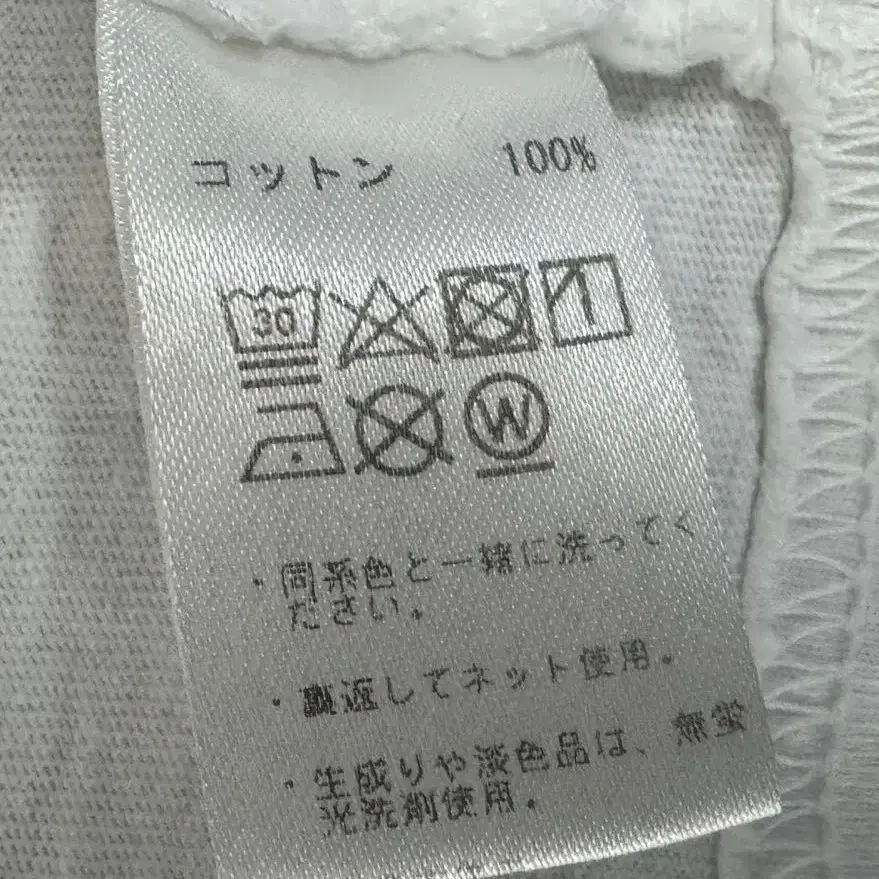 コットン 100%
30
W
・同系色と一緒に洗ってく
ださい。
・裏返してネット使用.
・生成りや淡色品は、無蛍
光洗剤使用.